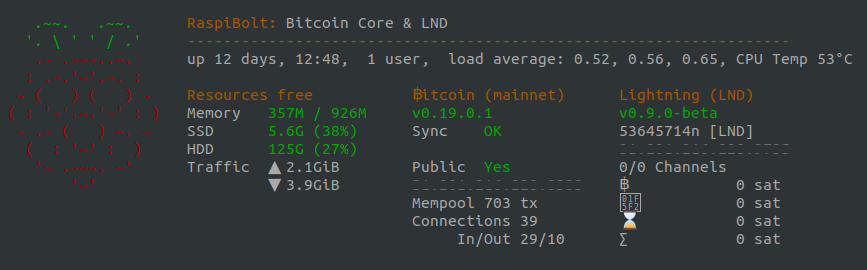 RaspiBolt: Bitcoin Core & LND
up 12 days, 12:48, 1 user, load average: 0.52, 0.56, 0.65, CPU Temp 53°C
Resources free ฿itcoin (mainnet) Lightning (LND)
Memory 357M / 926M v0.19.0.1 v0.9.0-beta
SSD 5.6G (38%) Sync OK 53645714n [LND]
HDD 125G (27%)
Traffic ▲ 2.1GiB Public Yes 0/0 Channels
▼ 3.9GiB ฿ 0 sat
Mempool 703 tx 01F5F2 0 sat
Connections 39 ⌛ 0 sat
In/Out 29/10 ∑ 0 sat